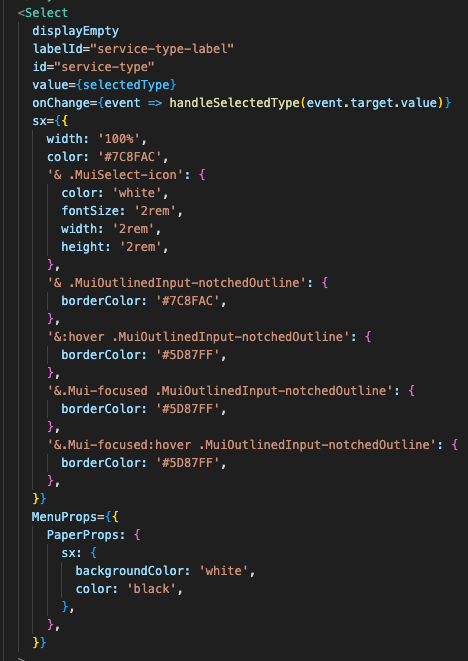 <Select
displayEmpty
labelId="service-type-label"
id="service-type"
value={selectedType}
onChange={event => handleSelectedType(event.target.value)}
sx={{
width: '100%',
color: '#7C8FAC',
'& .MuiSelect-icon': {
color: 'white',
fontSize: '2rem',
width: '2rem',
height: '2rem',
},
'& .MuiOutlinedInput-notchedOutline': {
borderColor: '#7C8FAC',
},
'&:hover .MuiOutlinedInput-notchedOutline': {
borderColor: '#5D87FF',
},
'&.Mui-focused .MuiOutlinedInput-notchedOutline': {
borderColor: '#5D87FF',
},
'&.Mui-focused:hover .MuiOutlinedInput-notchedOutline': {
borderColor: '#5D87FF',
},
}}
MenuProps={{
PaperProps: {
sx: {
backgroundColor: 'white',
color: 'black',
},
},
}}
>